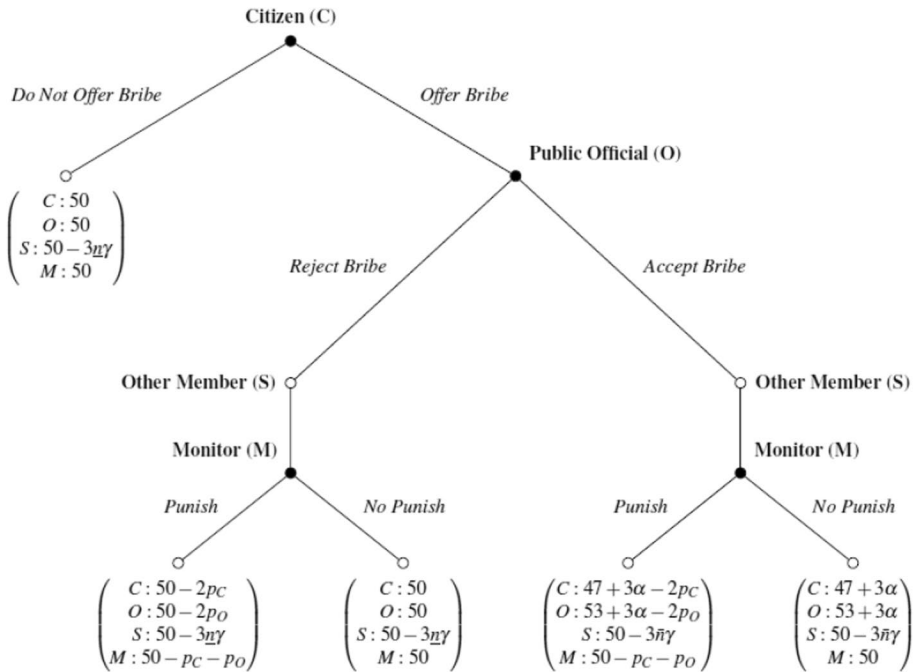 Citizen (C)
Do Not Offer Bribe
Offer Bribe
Public Official (O)
C : 50
O : 50
S : 50 − 3n̲γ
M : 50
Reject Bribe
Accept Bribe
Other Member (S)
Other Member (S)
Monitor (M)
Monitor (M)
Punish
No Punish
Punish
No Punish
C : 50 − 2p_C
O : 50 − 2p_O
S : 50 − 3n̲γ
M : 50 − p_C − p_O
C : 50
O : 50
S : 50 − 3n̲γ
M : 50
C : 47 + 3α − 2p_C
O : 53 + 3α − 2p_O
S : 50 − 3n̄γ
M : 50 − p_C − p_O
C : 47 + 3α
O : 53 + 3α
S : 50 − 3n̄γ
M : 50